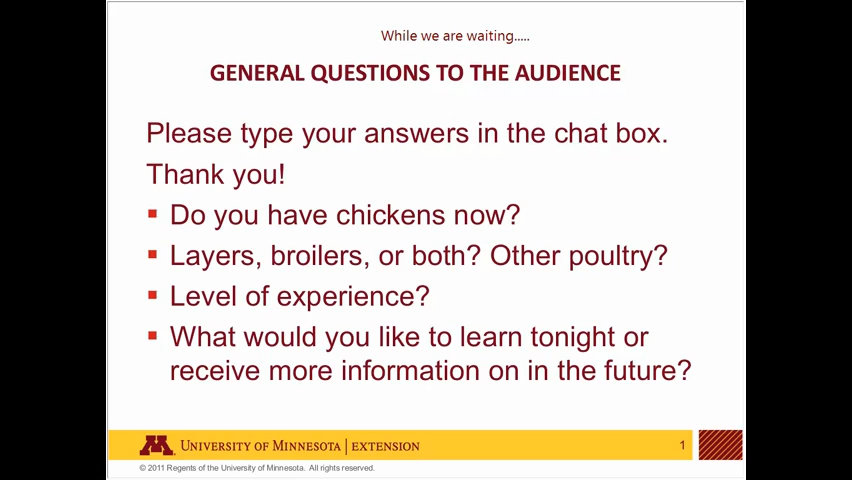 While we are waiting.....
GENERAL QUESTIONS TO THE AUDIENCE
Please type your answers in the chat box.
Thank you!
▪ Do you have chickens now?
▪ Layers, broilers, or both? Other poultry?
▪ Level of experience?
▪ What would you like to learn tonight or
receive more information on in the future?
M UNIVERSITY OF MINNESOTA | EXTENSION
1
© 2011 Regents of the University of Minnesota. All rights reserved.